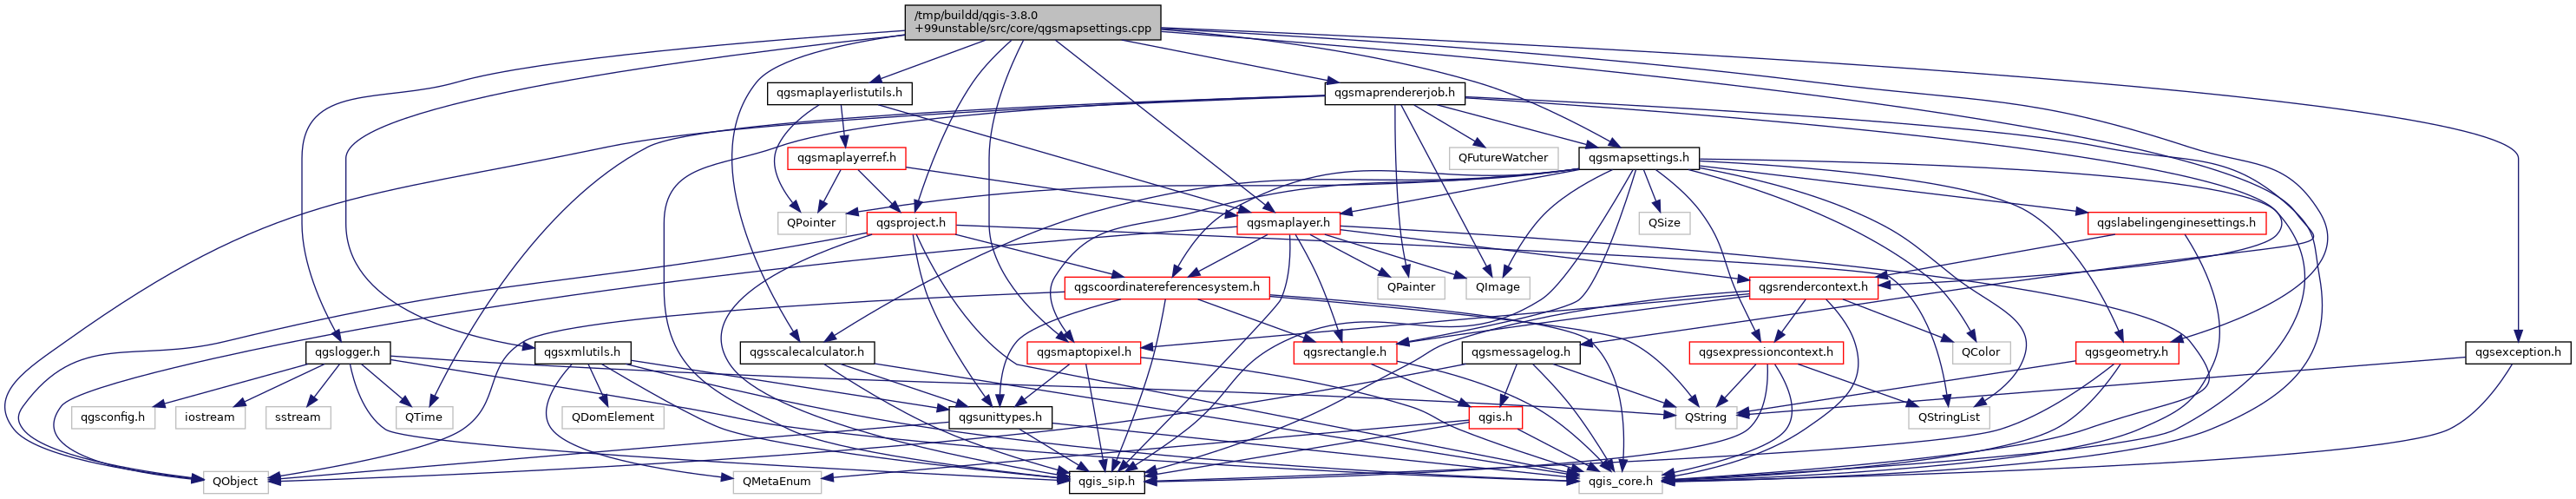 /tmp/buildd/qgis-3.8.0
+99unstable/src/core/qgsmapsettings.cpp
qgsmaplayerlistutils.h
qgsmaprendererjob.h
qgsmaplayerref.h
QFutureWatcher
qgsmapsettings.h
QPointer
qgsproject.h
qgsmaplayer.h
QSize
qgslabelingenginesettings.h
qgscoordinatereferencesystem.h
QPainter
QImage
qgsrendercontext.h
qgslogger.h
qgsxmlutils.h
qgsscalecalculator.h
qgsmaptopixel.h
qgsrectangle.h
qgsmessagelog.h
qgsexpressioncontext.h
QColor
qgsgeometry.h
qgsexception.h
qgsconfig.h
iostream
sstream
QTime
QDomElement
qgsunittypes.h
qgis.h
QString
QStringList
QObject
QMetaEnum
qgis_sip.h
qgis_core.h